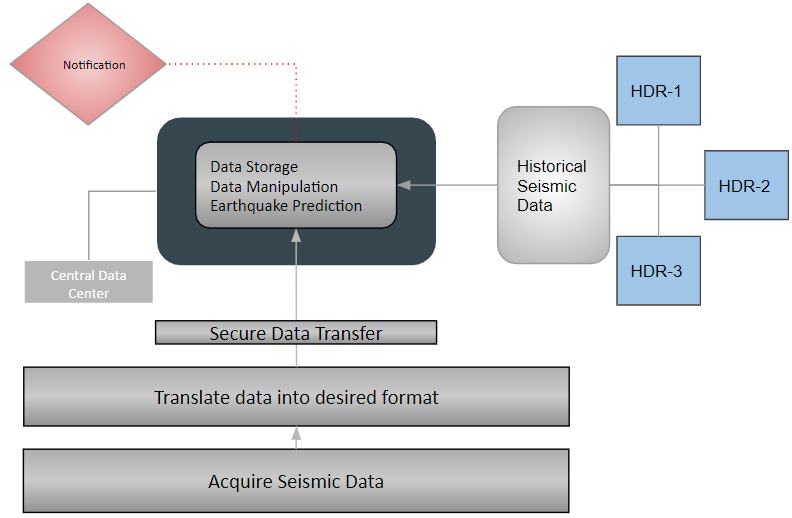 Notification
Data Storage
Data Manipulation
Earthquake Prediction
Historical
Seismic
Data
HDR-1
HDR-2
HDR-3
Central Data
Center
Secure Data Transfer
Translate data into desired format
Acquire Seismic Data